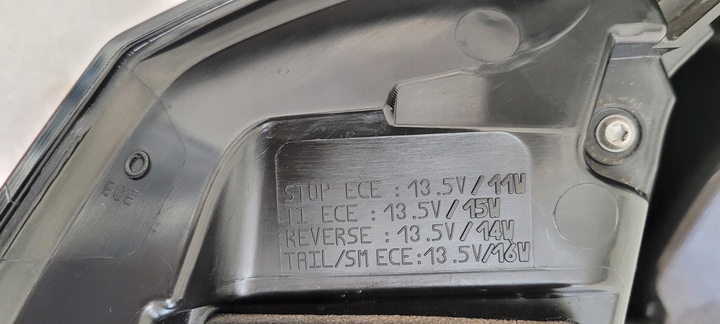 ECE
STOP ECE : 13.5V/11W
TI ECE : 13.5V/15W
REVERSE : 13.5V/14W
TAIL/SM ECE:13.5V/16W